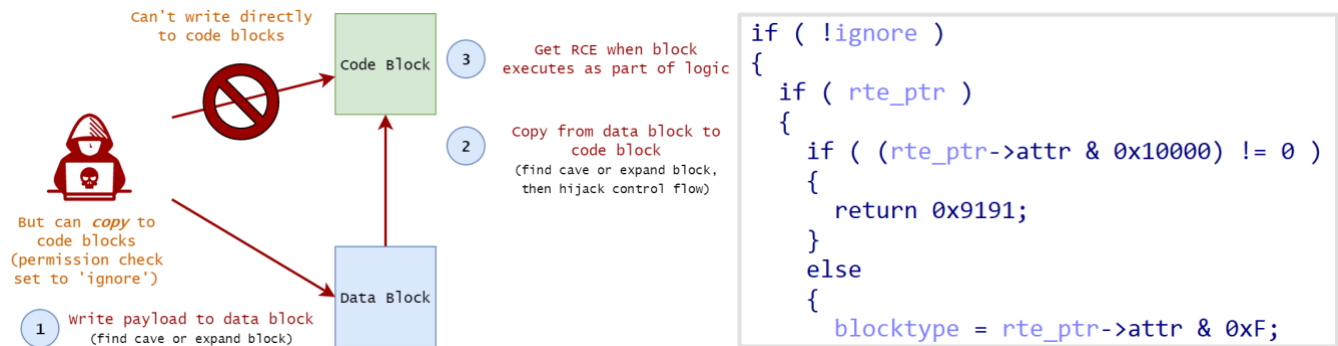 Can't write directly
to code blocks
Code Block
3
Get RCE when block
executes as part of logic
2
Copy from data block to
code block
(find cave or expand block,
then hijack control flow)
But can copy to
code blocks
(permission check
set to 'ignore')
Data Block
1
Write payload to data block
(find cave or expand block)
if ( !ignore )
{
if ( rte_ptr )
{
if ( (rte_ptr->attr & 0x10000) != 0 )
{
return 0x9191;
}
else
{
blocktype = rte_ptr->attr & 0xF;